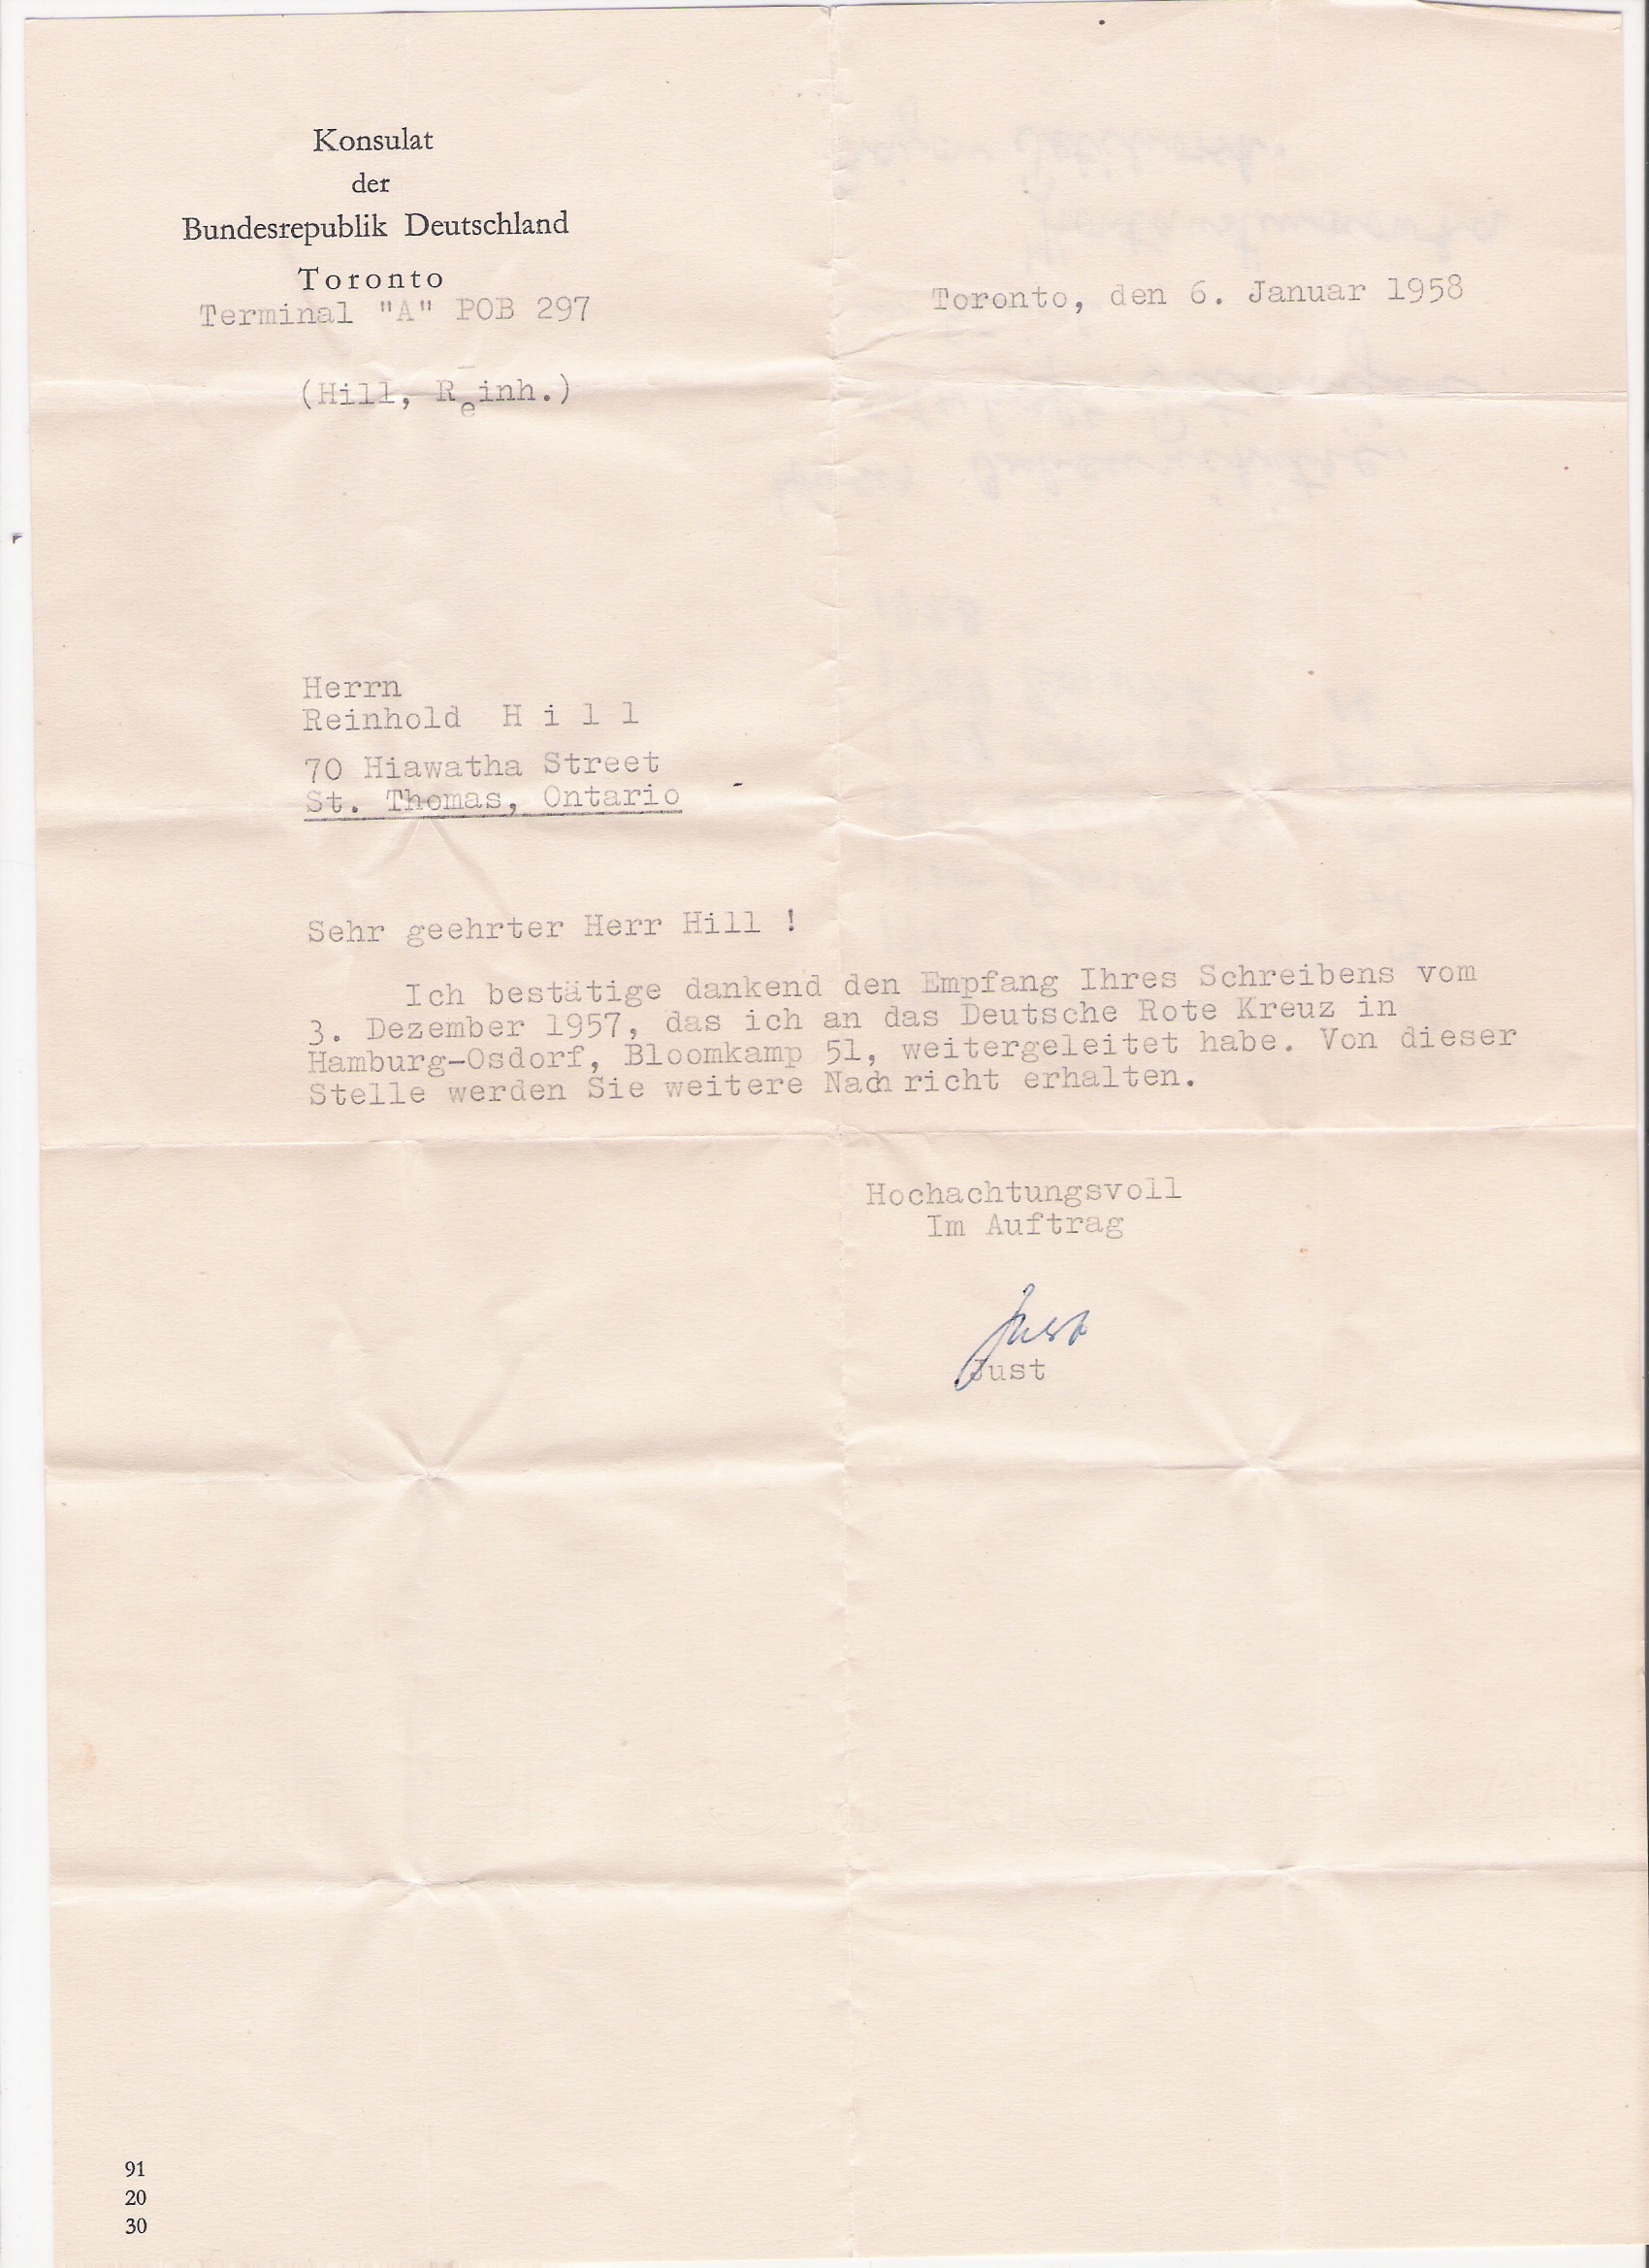 Konsulat
der
Bundesrepublik Deutschland
Toronto
Terminal "A" POB 297
Toronto, den 6. Januar 1958
(Hill, Reinh.)
Herrn
Reinhold H i l l
70 Hiawatha Street
St. Thomas, Ontario
Sehr geehrter Herr Hill !
Ich bestätige dankend den Empfang Ihres Schreibens vom
3. Dezember 1957, das ich an das Deutsche Rote Kreuz in
Hamburg-Osdorf, Bloomkamp 51, weitergeleitet habe. Von dieser
Stelle werden Sie weitere Nachricht erhalten.
Hochachtungsvoll
Im Auftrag
Just
Just
91
20
30